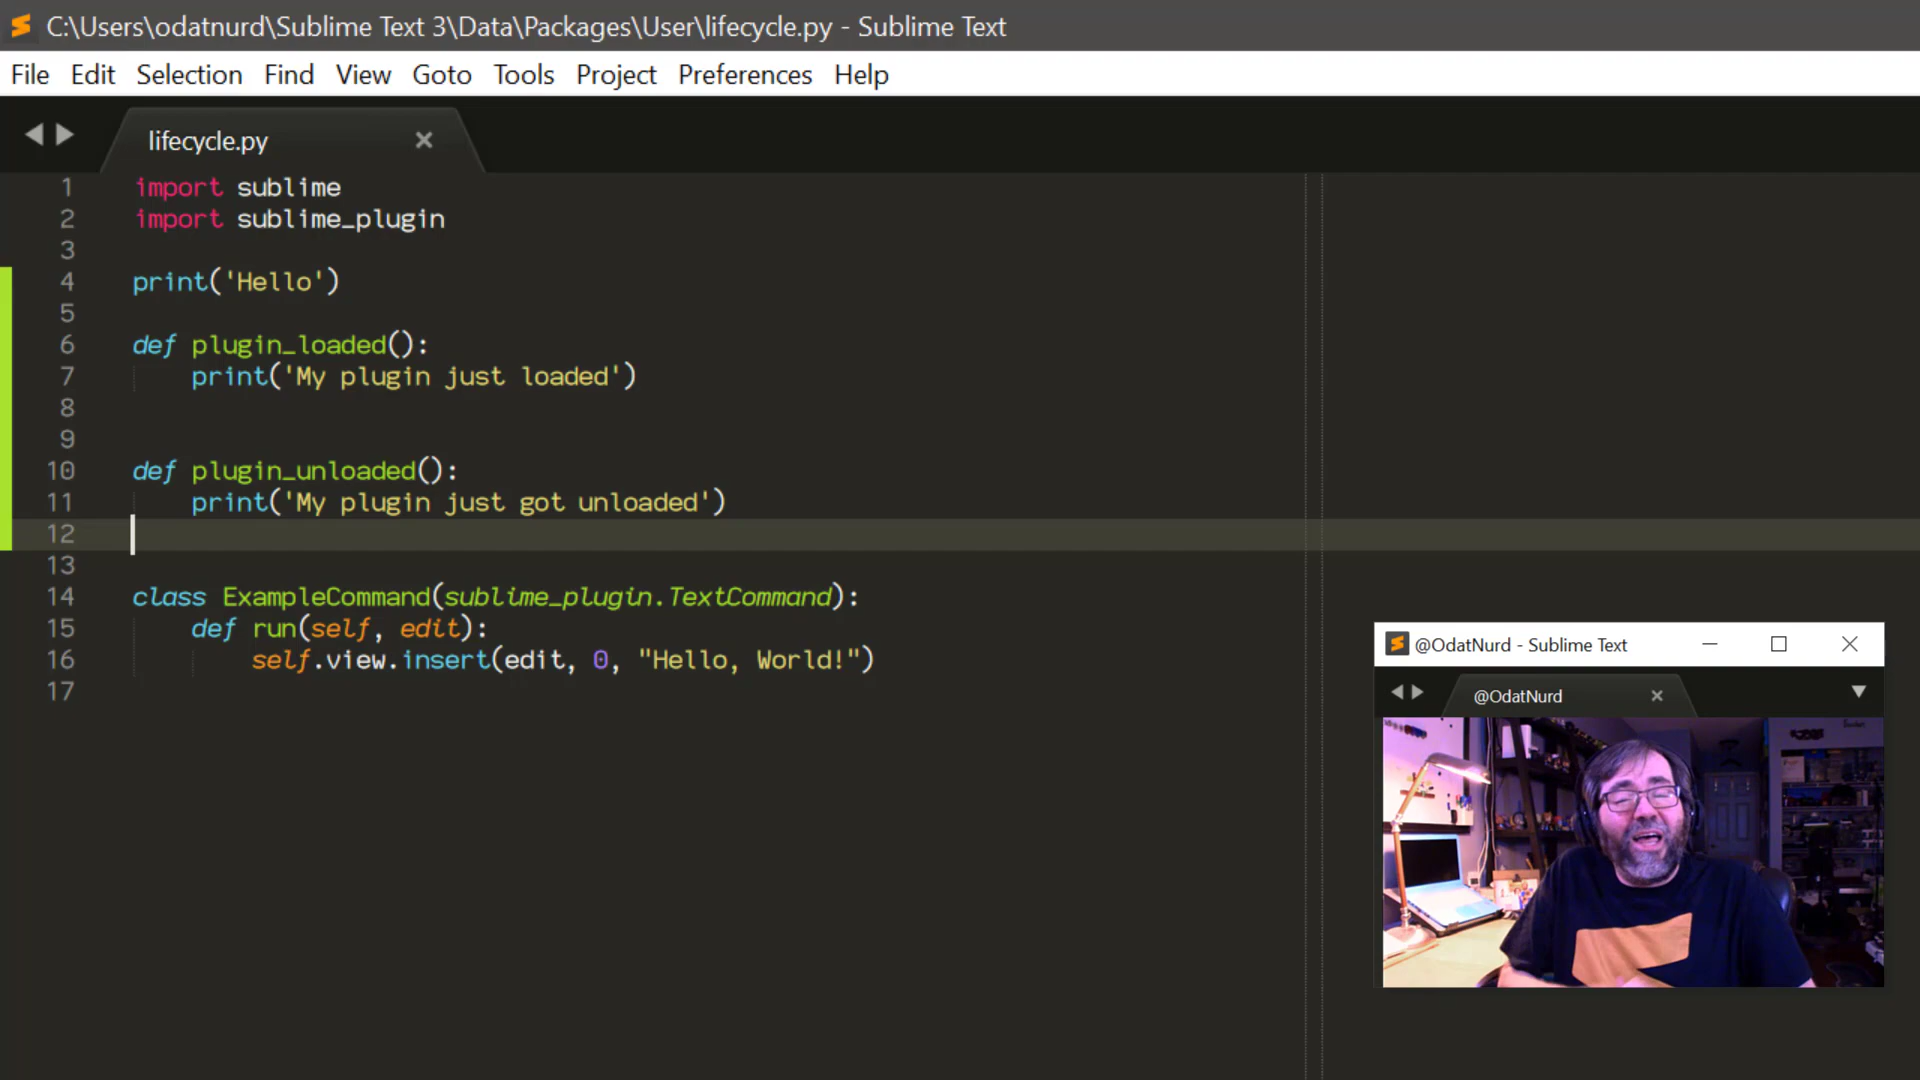 C:\Users\odatnurd\Sublime Text 3\Data\Packages\User\lifecycle.py - Sublime Text
File Edit Selection Find View Goto Tools Project Preferences Help
lifecycle.py
1 import sublime
2 import sublime_plugin
3
4 print('Hello')
5
6 def plugin_loaded():
7     print('My plugin just loaded')
8
9
10 def plugin_unloaded():
11     print('My plugin just got unloaded')
12
13
14 class ExampleCommand(sublime_plugin.TextCommand):
15     def run(self, edit):
16         self.view.insert(edit, 0, "Hello, World!")
17
@OdatNurd - Sublime Text
@OdatNurd